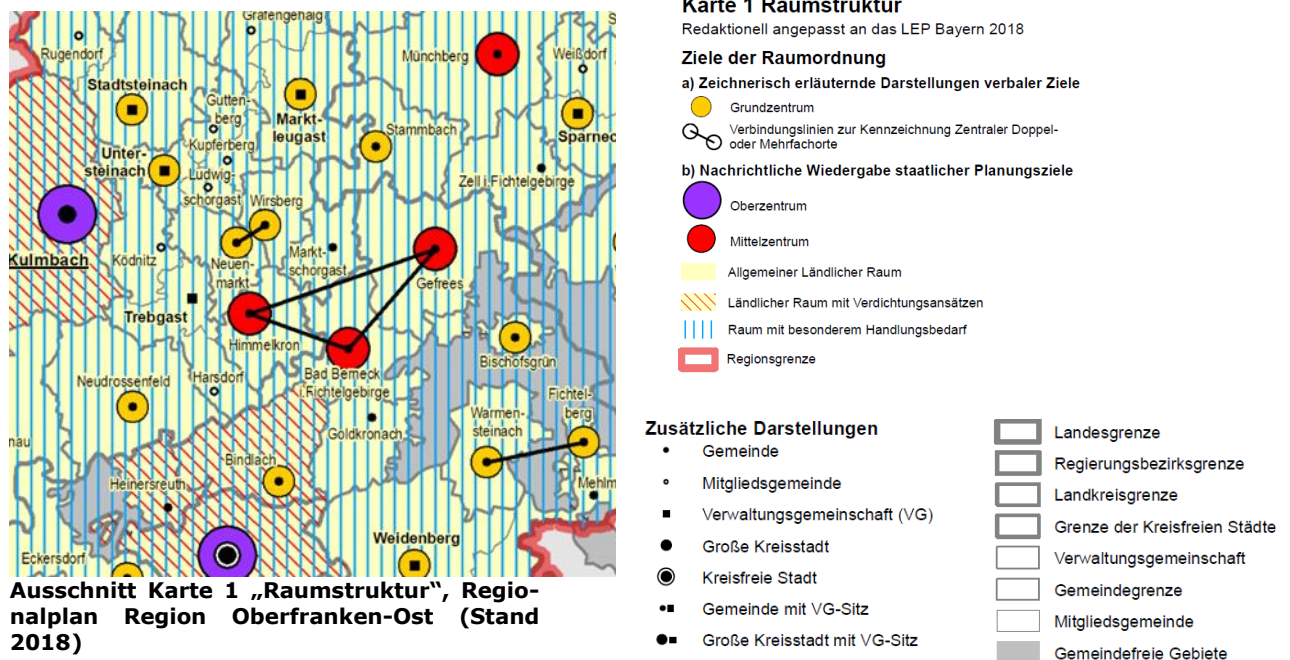 Grafengehaig
Rugendorf
Münchberg
Weißdorf
Stadtsteinach
Gutten-
berg
Markt-
leugast
Stammbach
Sparnec
Kupferberg
Unter-
steinach
Ludwig-
schorgast
Zell i.Fichtelgebirge
Wirsberg
Kulmbach
Ködnitz
Neuen-
markt
Markt-
schorgast
Gefrees
Trebgast
Himmelkron
Bischofsgrün
Neudrossenfeld
Harsdorf
Bad Berneck
i.Fichtelgebirge
Fichtel-
berg
Warmen-
steinach
Goldkronach
nau
Bindlach
Heinersreuth
Mehlm
Weidenberg
Eckersdorf
Ausschnitt Karte 1 „Raumstruktur“, Regio-
nalplan Region Oberfranken-Ost (Stand
2018)
Karte 1 Raumstruktur
Redaktionell angepasst an das LEP Bayern 2018
Ziele der Raumordnung
a) Zeichnerisch erläuternde Darstellungen verbaler Ziele
Grundzentrum
Verbindungslinien zur Kennzeichnung Zentraler Doppel-
oder Mehrfachorte
b) Nachrichtliche Wiedergabe staatlicher Planungsziele
Oberzentrum
Mittelzentrum
Allgemeiner Ländlicher Raum
Ländlicher Raum mit Verdichtungsansätzen
Raum mit besonderem Handlungsbedarf
Regionsgrenze
Zusätzliche Darstellungen
Gemeinde
Mitgliedsgemeinde
Verwaltungsgemeinschaft (VG)
Große Kreisstadt
Kreisfreie Stadt
Gemeinde mit VG-Sitz
Große Kreisstadt mit VG-Sitz
Landesgrenze
Regierungsbezirksgrenze
Landkreisgrenze
Grenze der Kreisfreien Städte
Verwaltungsgemeinschaft
Gemeindegrenze
Mitgliedsgemeinde
Gemeindefreie Gebiete